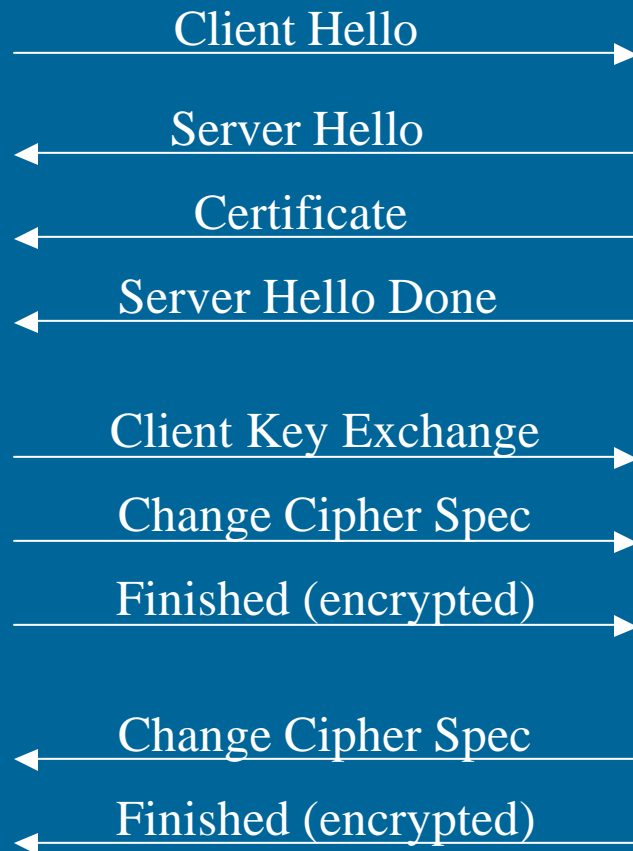 Client Hello
Server Hello
Certificate
Server Hello Done
Client Key Exchange
Change Cipher Spec
Finished (encrypted)
Change Cipher Spec
Finished (encrypted)